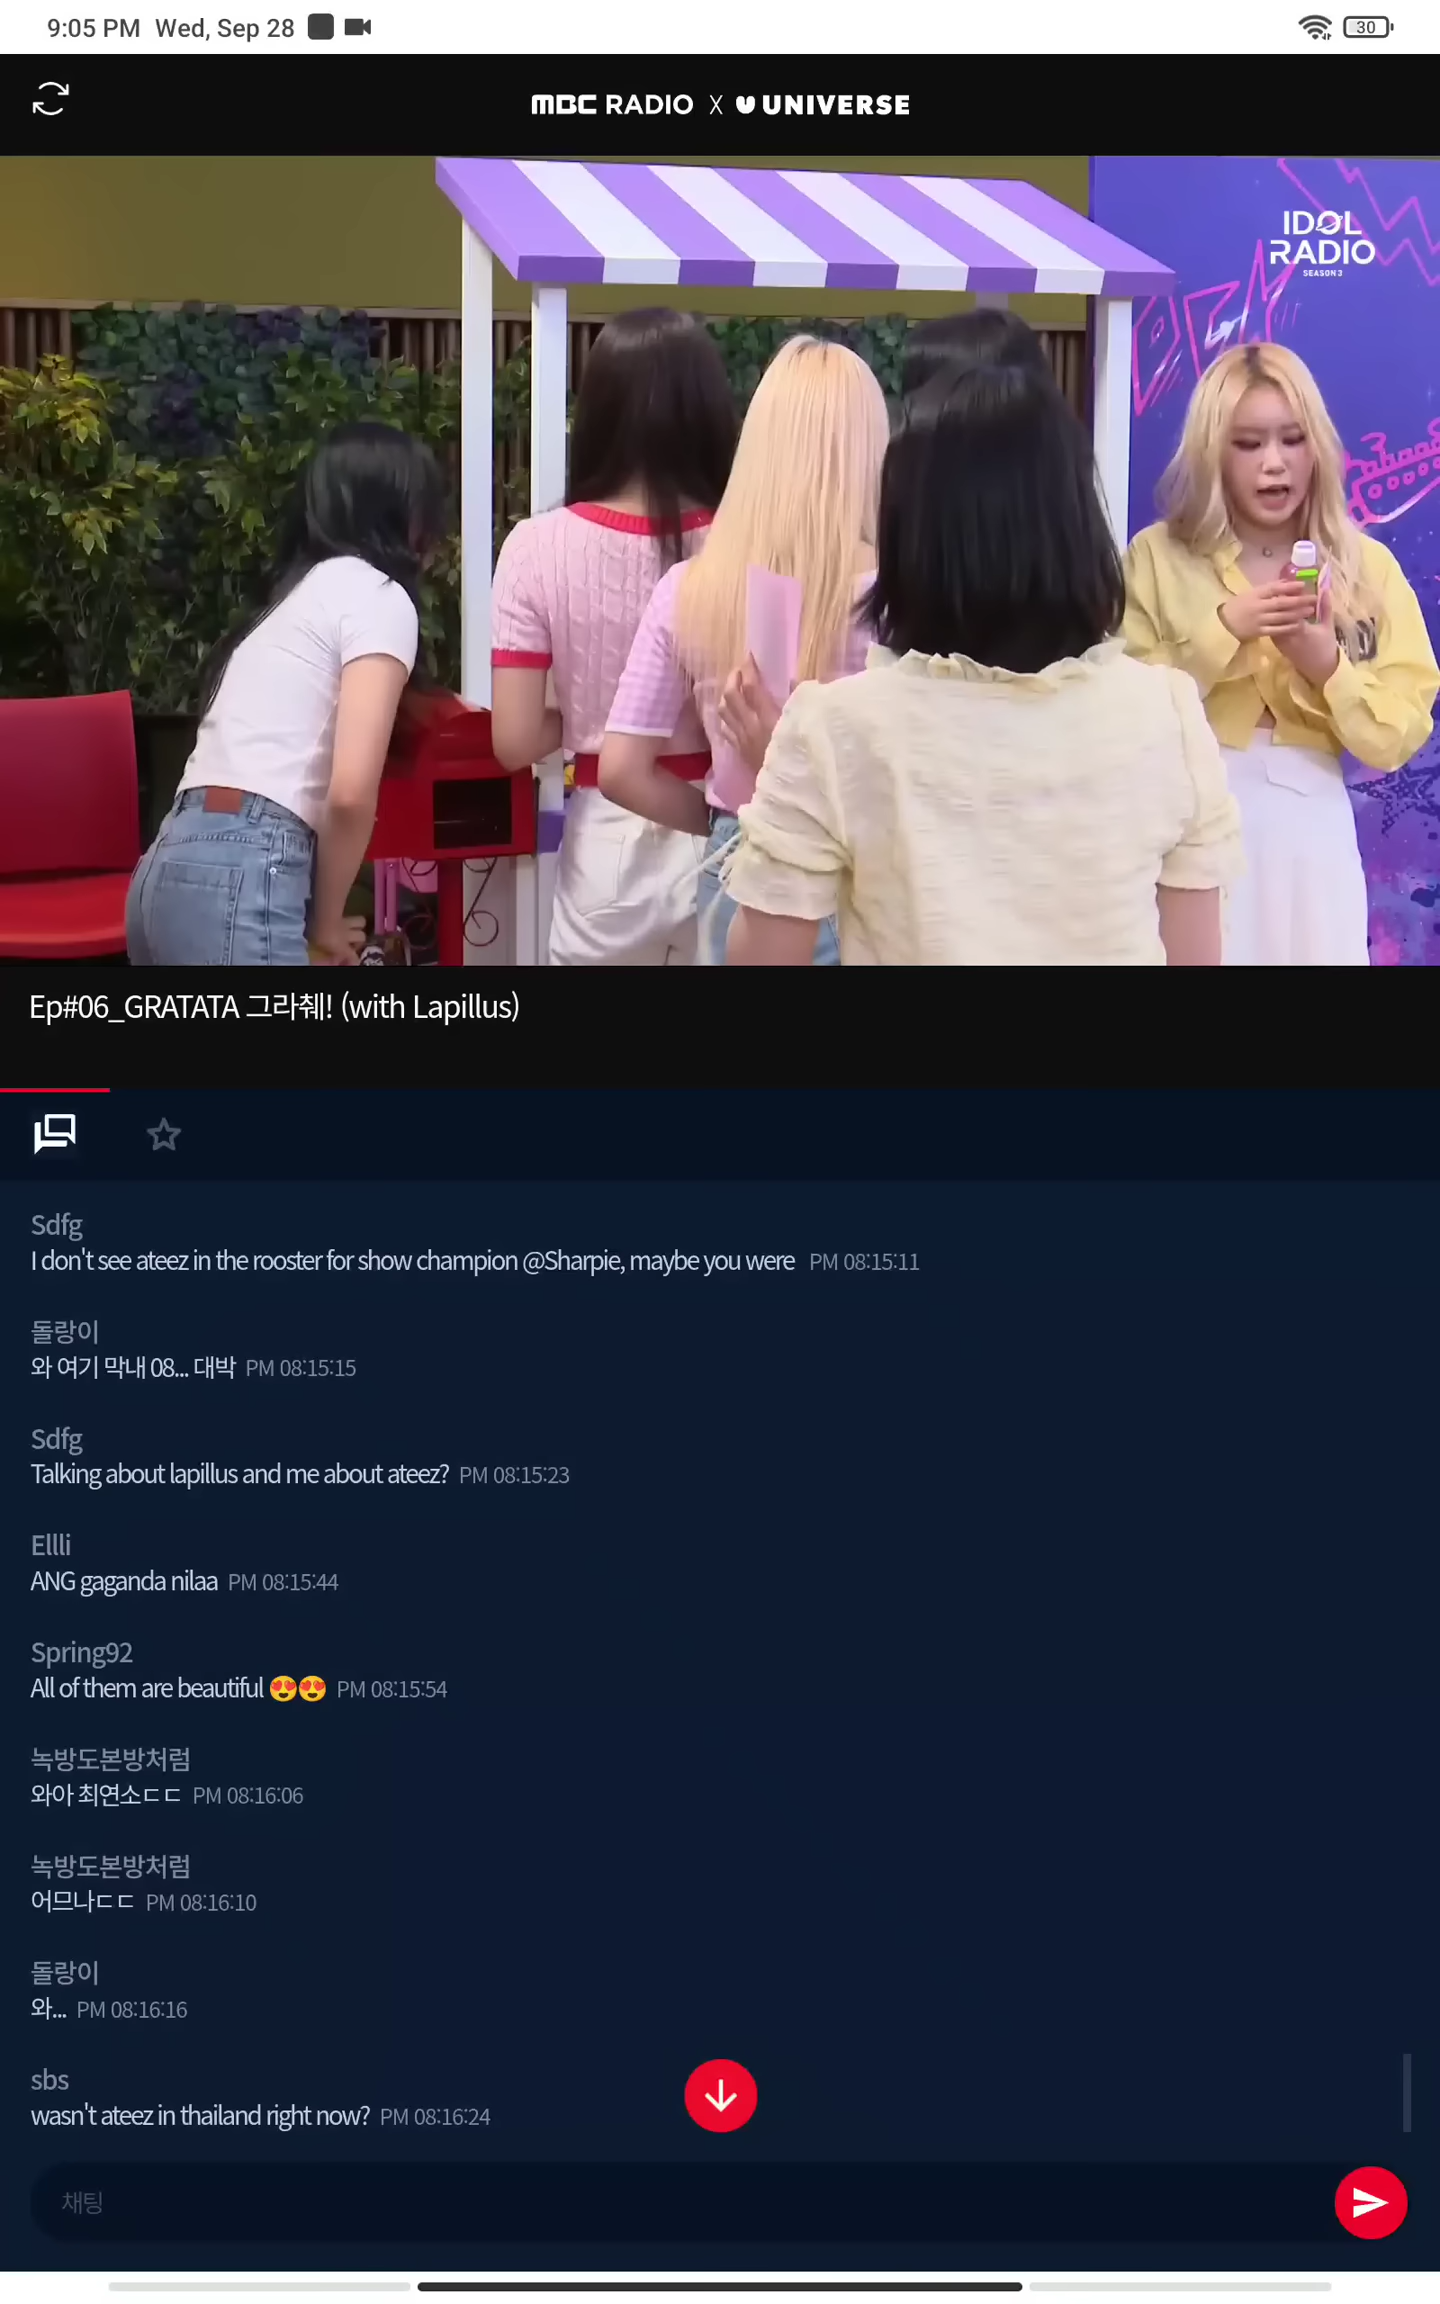 9:05 PM Wed, Sep 28
30
MBC RADIO X UNIVERSE
IDOL
RADIO
SEASON 3
Ep#06_GRATATA 그라췌! (with Lapillus)
Sdfg
I don't see ateez in the rooster for show champion @Sharpie, maybe you were PM 08:15:11
돌랑이
와 여기 막내 08... 대박 PM 08:15:15
Sdfg
Talking about lapillus and me about ateez? PM 08:15:23
Ellli
ANG gaganda nilaa PM 08:15:44
Spring92
All of them are beautiful 😍😍 PM 08:15:54
녹방도본방처럼
와아 최연소ㄷㄷ PM 08:16:06
녹방도본방처럼
어므나ㄷㄷ PM 08:16:10
돌랑이
와... PM 08:16:16
sbs
wasn't ateez in thailand right now? PM 08:16:24
채팅